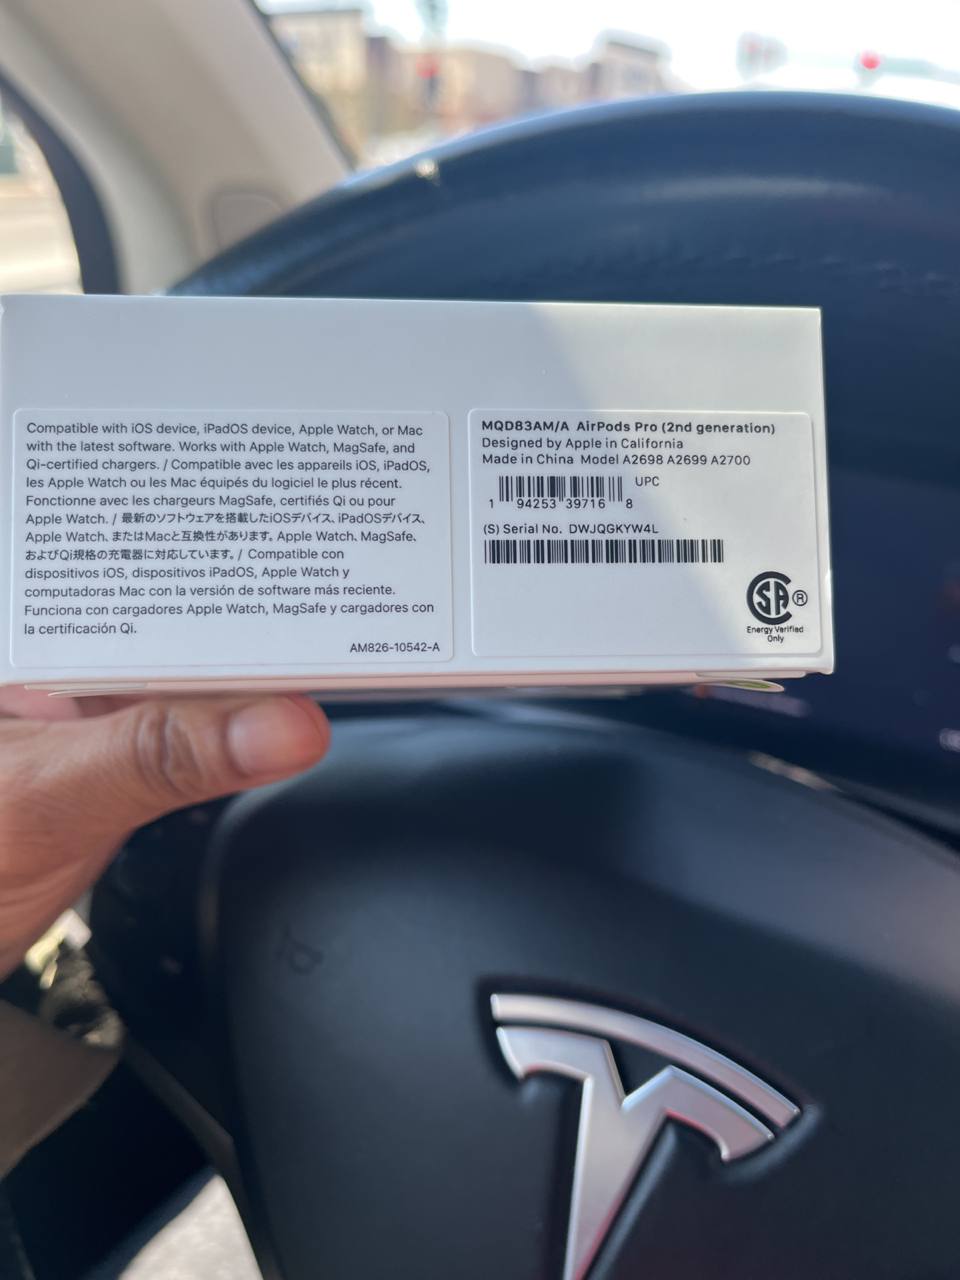 Compatible with iOS device, iPadOS device, Apple Watch, or Mac
with the latest software. Works with Apple Watch, MagSafe, and
Qi-certified chargers. / Compatible avec les appareils iOS, iPadOS,
les Apple Watch ou les Mac équipés du logiciel le plus récent.
Fonctionne avec les chargeurs MagSafe, certifiés Qi ou pour
Apple Watch. / 最新のソフトウェアを搭載したiOSデバイス、iPadOSデバイス、
Apple Watch、またはMacと互換性があります。Apple Watch、MagSafe、
およびQi規格の充電器に対応しています。/ Compatible con
dispositivos iOS, dispositivos iPadOS, Apple Watch y
computadoras Mac con la versión de software más reciente.
Funciona con cargadores Apple Watch, MagSafe y cargadores con
la certificación Qi.
AM826-10542-A
MQD83AM/A AirPods Pro (2nd generation)
Designed by Apple in California
Made in China Model A2698 A2699 A2700
UPC
1 94253 39716 8
(S) Serial No. DWJQGKYW4L
SA ®
Energy Verified
Only